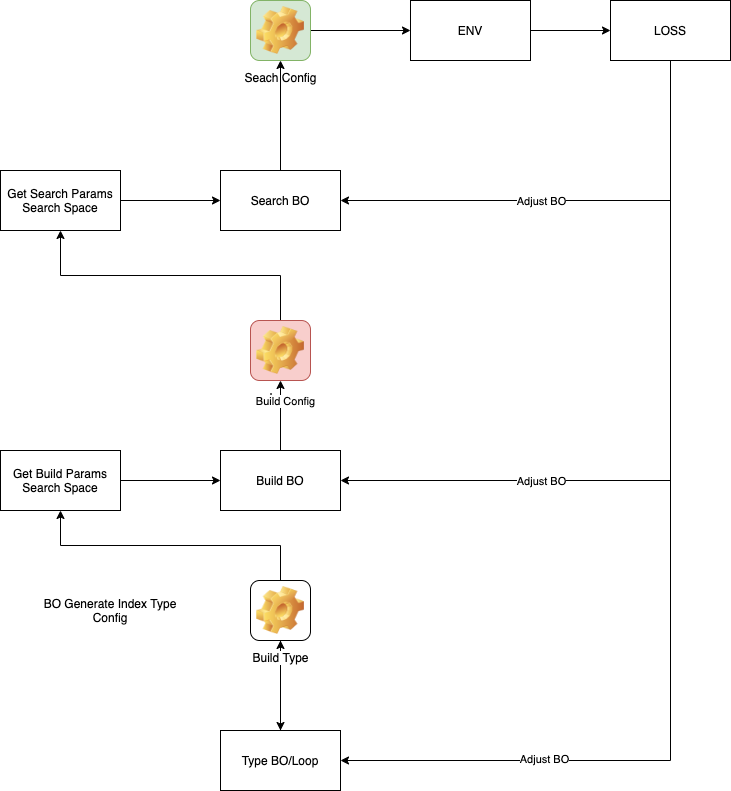 ENV
LOSS
Seach Config
Get Search Params
Search Space
Search BO
Adjust BO
Build Config
Get Build Params
Search Space
Build BO
Adjust BO
BO Generate Index Type
Config
Build Type
Type BO/Loop
Adjust BO